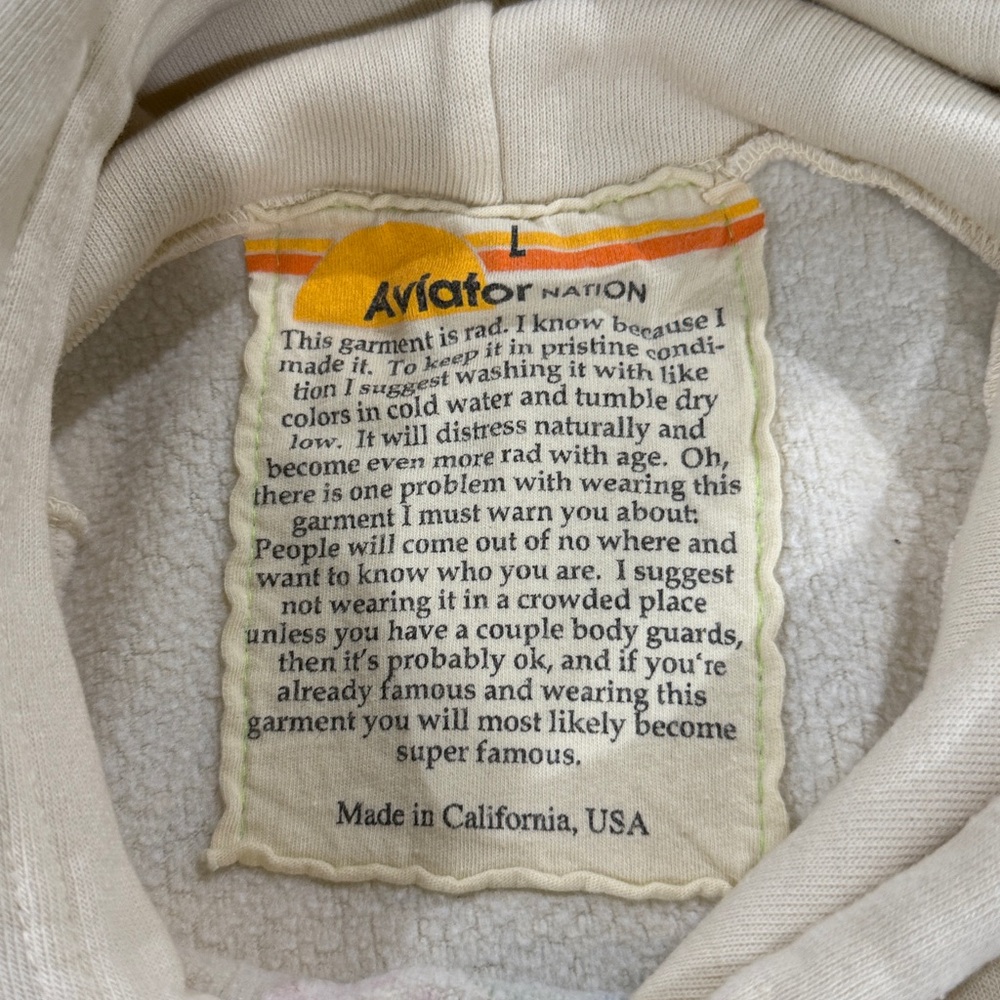 L
Aviator NATION
This garment is rad. I know because I
made it. To keep it in pristine condi-
tion I suggest washing it with like
colors in cold water and tumble dry
low. It will distress naturally and
become even more rad with age. Oh,
there is one problem with wearing this
garment I must warn you about:
People will come out of no where and
want to know who you are. I suggest
not wearing it in a crowded place
unless you have a couple body guards,
then it's probably ok, and if you're
already famous and wearing this
garment you will most likely become
super famous.
Made in California, USA